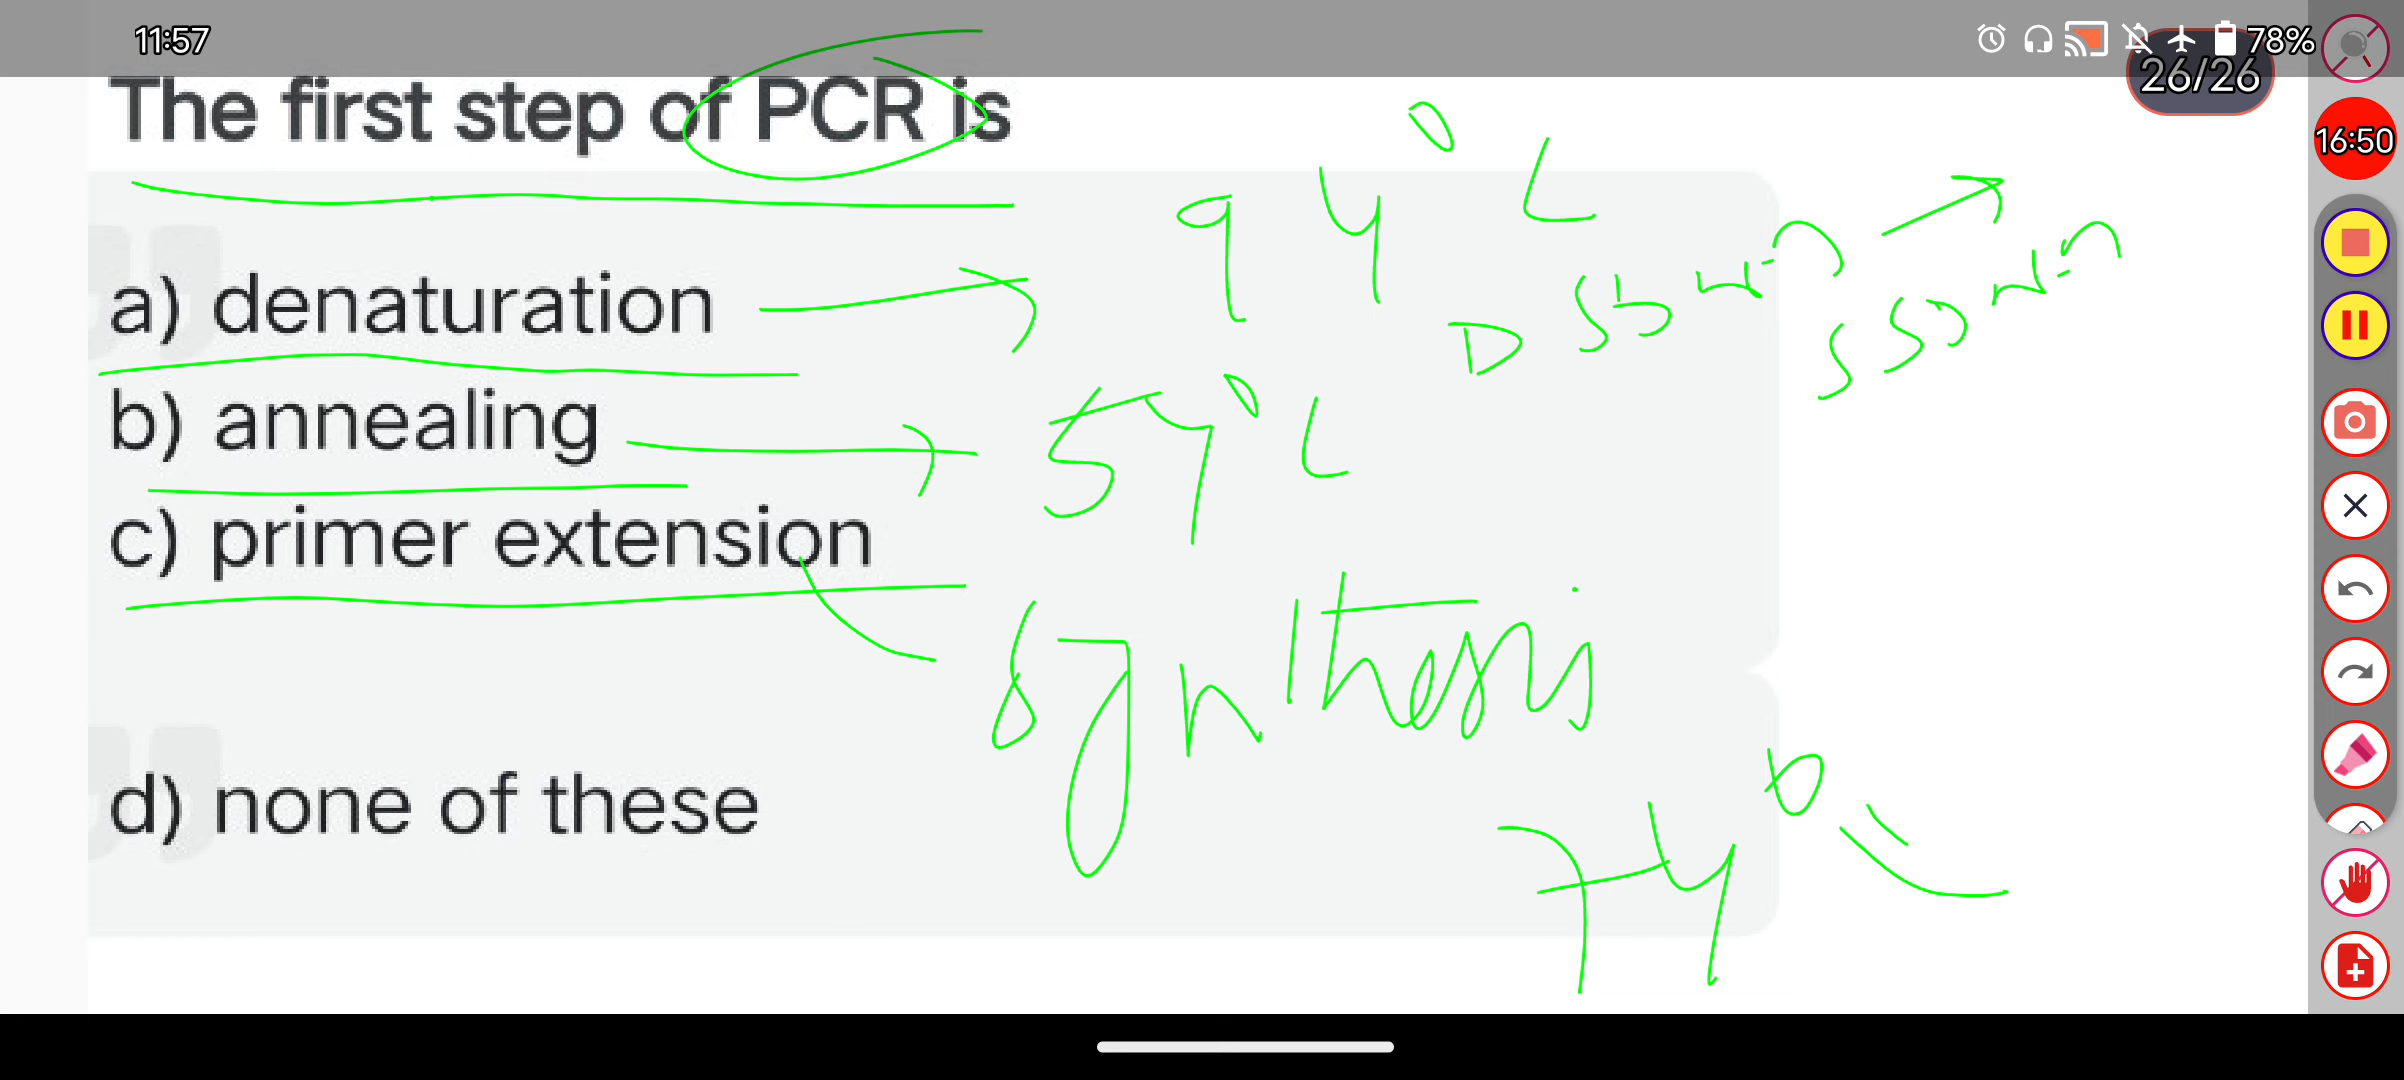 11:57
78%
26/26
16:50
The first step of PCR is
94°C
a) denaturation
b) annealing
54°C
c) primer extension
synthesis
d) none of these
74°